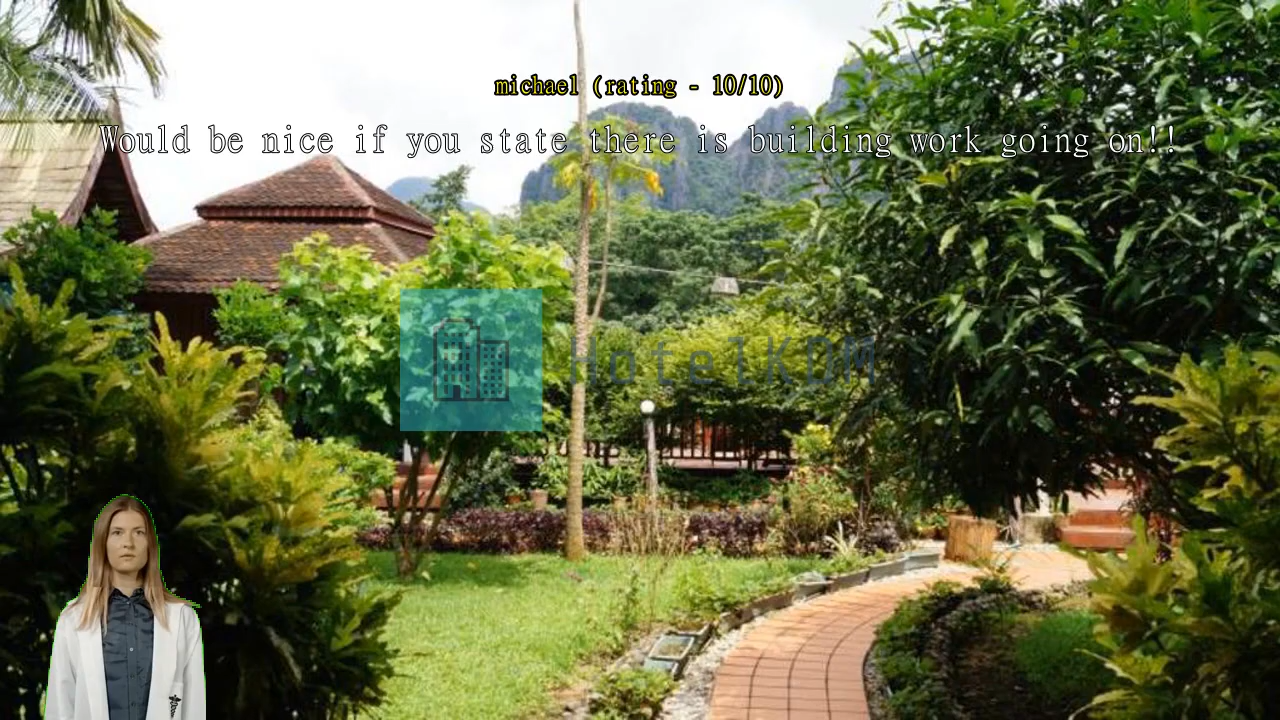 michael (rating - 10/10)
Would be nice if you state there is building work going on!!
HotelKDM